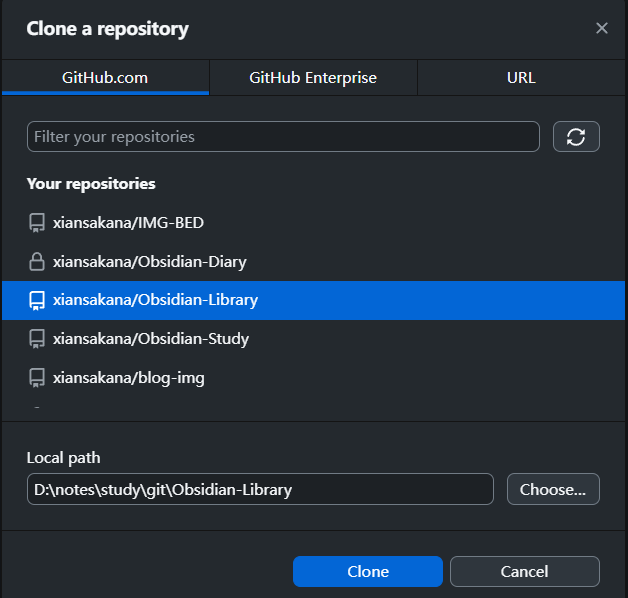 Clone a repository
GitHub.com
GitHub Enterprise
URL
Filter your repositories
Your repositories
xiansakana/IMG-BED
xiansakana/Obsidian-Diary
xiansakana/Obsidian-Library
xiansakana/Obsidian-Study
xiansakana/blog-img
Local path
D:\notes\study\git\Obsidian-Library
Choose...
Clone
Cancel